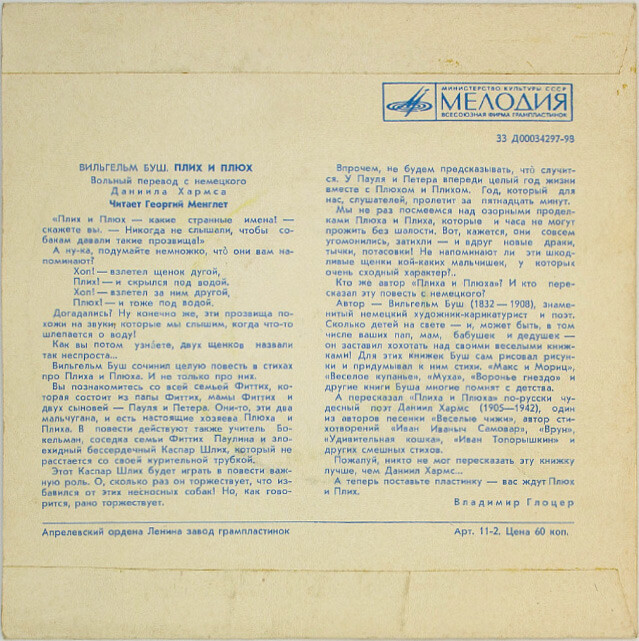 МИНИСТЕРСТВО КУЛЬТУРЫ СССР
МЕЛОДИЯ
ВСЕСОЮЗНАЯ ФИРМА ГРАМПЛАСТИНОК
33 Д00034297-98
ВИЛЬГЕЛЬМ БУШ. ПЛИХ И ПЛЮХ
Вольный перевод с немецкого
Даниила Хармса
Читает Георгий Менглет
«Плих и Плюх — какие странные имена! —
скажете вы. — Никогда не слышали, чтобы со-
бакам давали такие прозвища!»
А ну-ка, подумайте немножко, что они вам на-
поминают?
Хоп! — взлетел щенок дугой,
Плих! — и скрылся под водой.
Хоп! — взлетел за ним другой,
Плюх! — и тоже под водой.
Догадались? Ну конечно же, эти прозвища по-
хожи на звуки, которые мы слышим, когда что-то
шлепается о воду!
Как вы потом узнаете, двух щенков назвали
так неспроста...
Вильгельм Буш сочинил целую повесть в стихах
про Плиха и Плюха. И не только про них.
Вы познакомитесь со всей семьей Фиттих, ко-
торая состоит из папы Фиттих, мамы Фиттих и
двух сыновей — Пауля и Петера. Они-то, эти два
мальчугана, и есть настоящие хозяева Плюха и
Плиха. В повести действуют также учитель Бо-
кельман, соседка семьи Фиттих Паулина и зло-
ехидный бессердечный Каспар Шлих, который не
расстается со своей курительной трубкой.
Этот Каспар Шлих будет играть в повести важ-
ную роль. О, сколько раз он торжествует, что из-
бавился от этих несносных собак! Но, как гово-
рится, рано торжествует.
Впрочем, не будем предсказывать, что случит-
ся. У Пауля и Петера впереди целый год жизни
вместе с Плюхом и Плихом. Год, который для
нас, слушателей, пролетит за пятнадцать минут.
Мы не раз посмеемся над озорными продел-
ками Плюха и Плиха, которые и часа не могут
прожить без шалости. Вот, кажется, они совсем
угомонились, затихли — и вдруг новые драки,
тычки, потасовки! Не напоминают ли эти шкод-
ливые щенки кой-каких мальчишек, у которых
очень сходный характер?..
Кто же автор «Плиха и Плюха»? И кто пере-
сказал эту повесть с немецкого?
Автор — Вильгельм Буш (1832—1908), знаме-
нитый немецкий художник-карикатурист и поэт.
Сколько детей на свете — и, может быть, в том
числе ваших пап, мам, бабушек и дедушек —
он заставил хохотать над своими веселыми книж-
ками! Для этих книжек Буш сам рисовал рисун-
ки и придумывал к ним стихи. «Макс и Мориц»,
«Веселое купанье», «Муха», «Воронье гнездо» и
другие книги Буша многие помнят с детства.
А пересказал «Плиха и Плюха» по-русски чу-
десный поэт Даниил Хармс (1905—1942), один
из авторов песенки «Веселые чижи», автор сти-
хотворений «Иван Иваныч Самовар», «Врун»,
«Удивительная кошка», «Иван Топорышкин» и
других смешных стихов.
Пожалуй, никто не мог пересказать эту книжку
лучше, чем Даниил Хармс...
А теперь поставьте пластинку — вас ждут Плюх
и Плих.
Владимир Глоцер
Апрелевский ордена Ленина завод грампластинок
Арт. 11-2. Цена 60 коп.